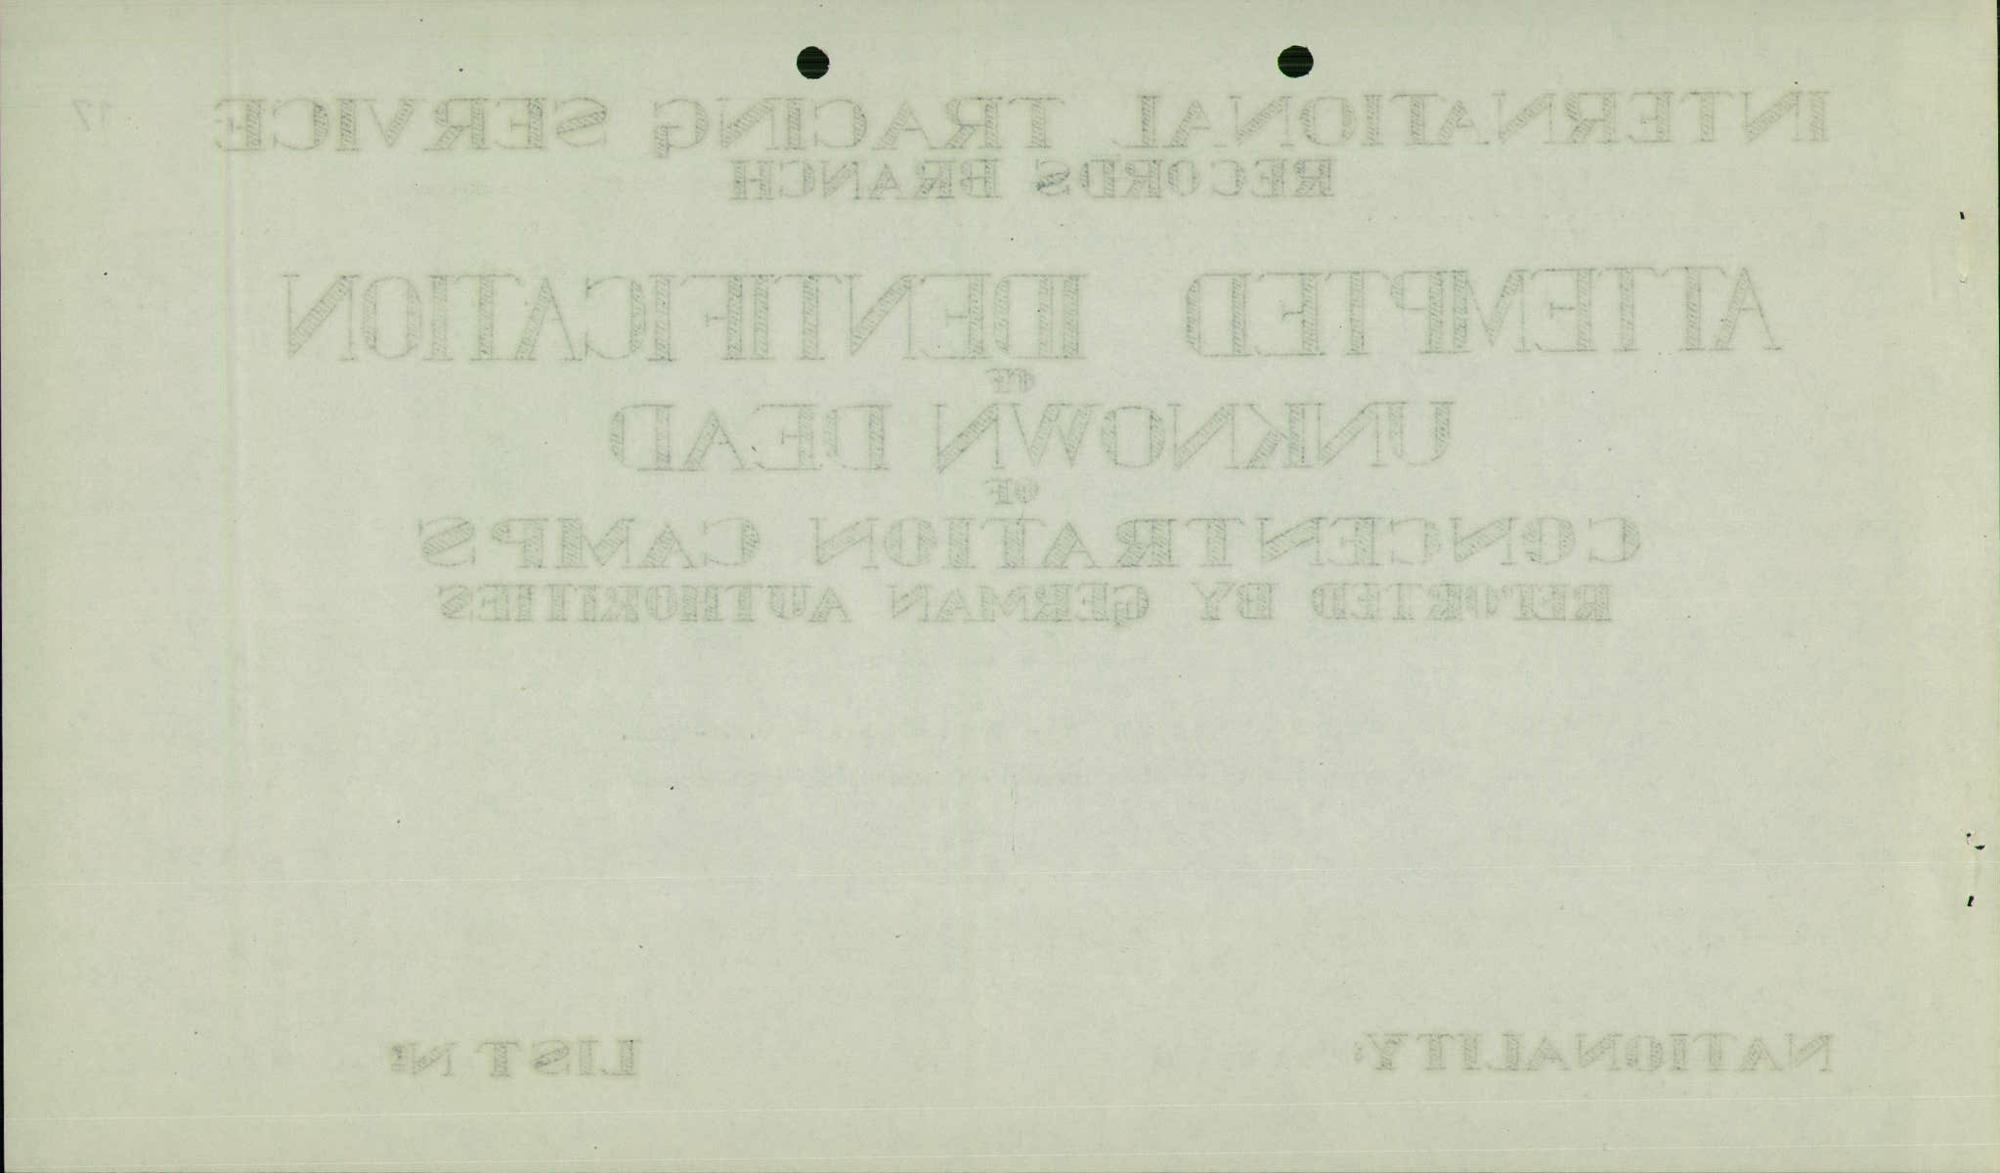 INTERNATIONAL TRACING SERVICE
17
RECORDS BRANCH
ATTEMPTED IDENTIFICATION
OF
UNKNOWN DEAD
OF
CONCENTRATION CAMPS
REPORTED BY GERMAN AUTHORITIES
NATIONALITY:
LIST Nº: